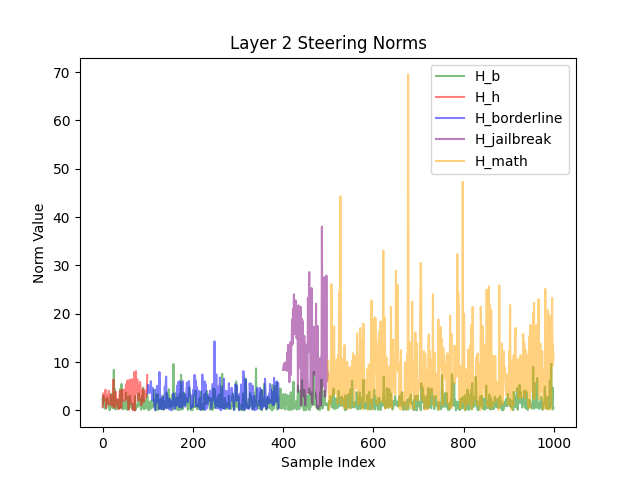 Layer 2 Steering Norms
H_b
H_h
H_borderline
H_jailbreak
H_math
Norm Value
70
60
50
40
30
20
10
0
0 200 400 600 800 1000
Sample Index